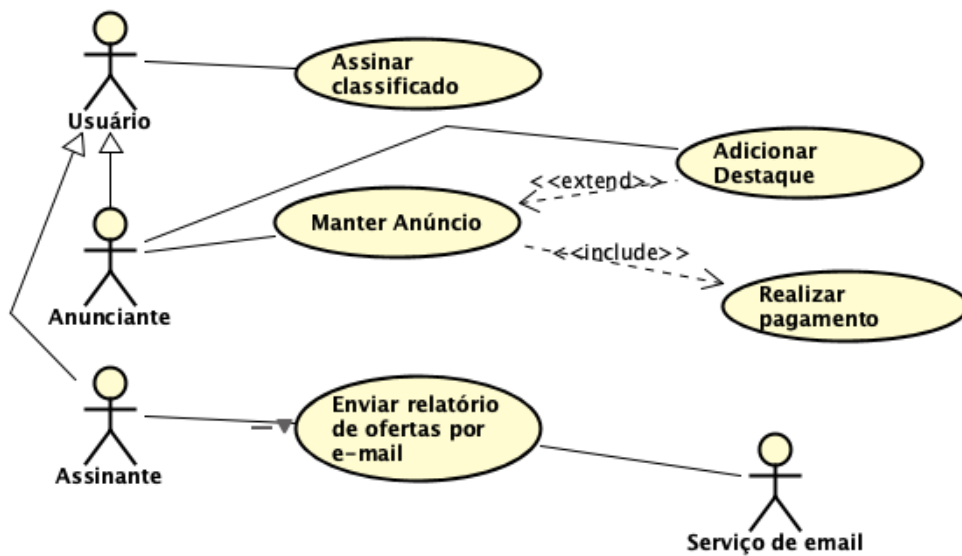 Assinar
classificado
Usuário
Adicionar
Destaque
<<extend>>
Manter Anúncio
<<include>>
Realizar
pagamento
Anunciante
Enviar relatório
de ofertas por
e-mail
Assinante
Serviço de email